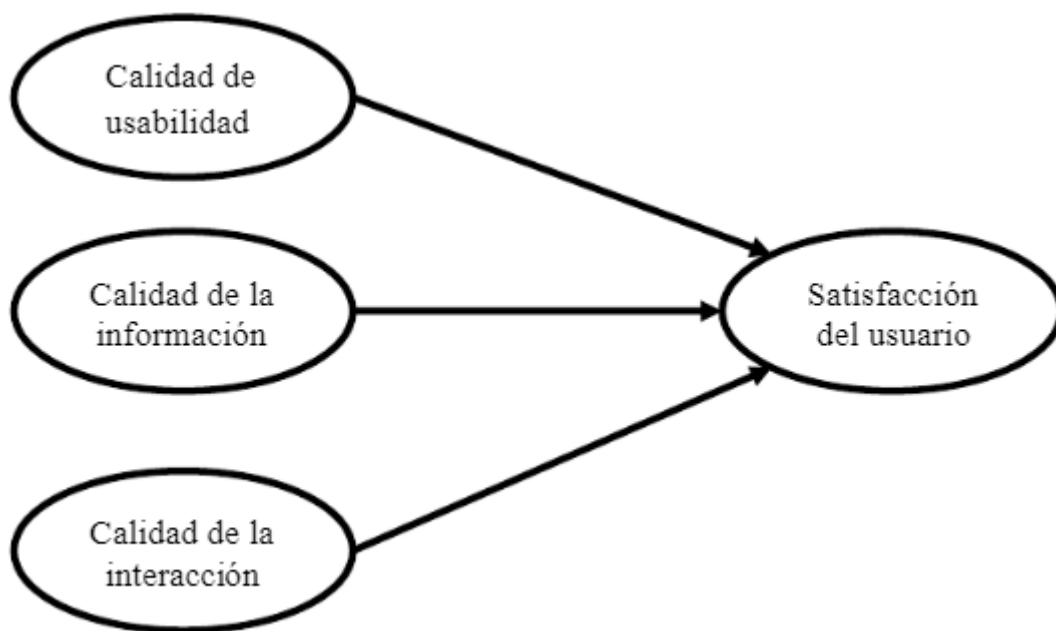 Calidad de
usabilidad
Calidad de la
información
Satisfacción
del usuario
Calidad de la
interacción